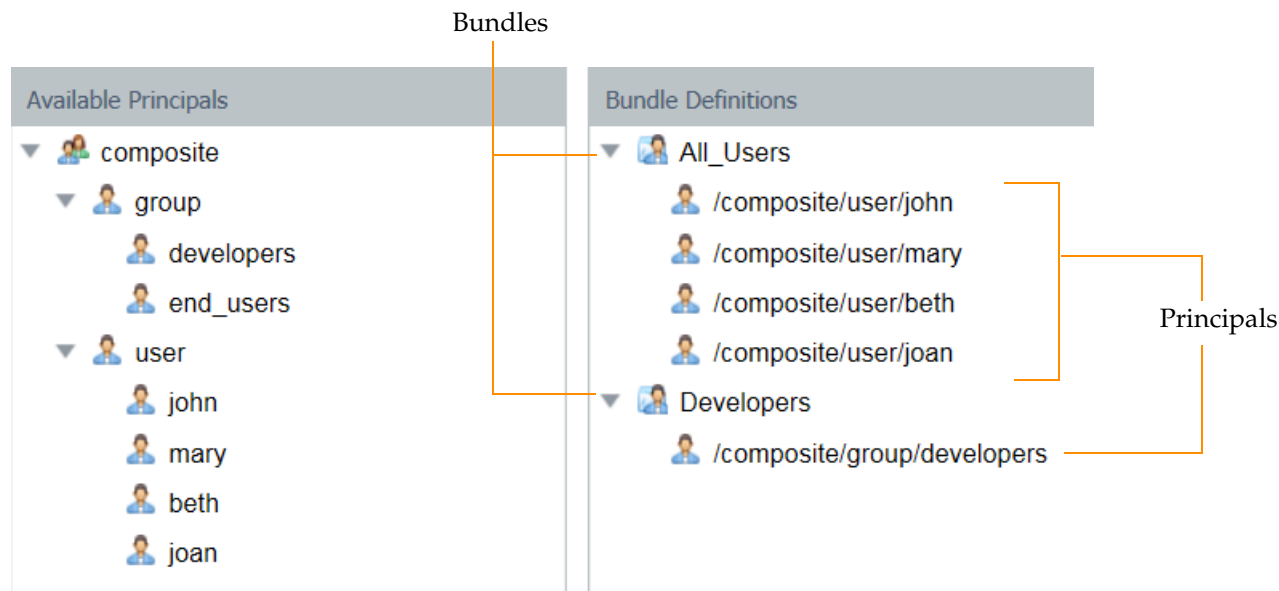 Bundles
Available Principals
composite
group
developers
end_users
user
john
mary
beth
joan
Bundle Definitions
All_Users
/composite/user/john
/composite/user/mary
/composite/user/beth
/composite/user/joan
Developers
/composite/group/developers
Principals